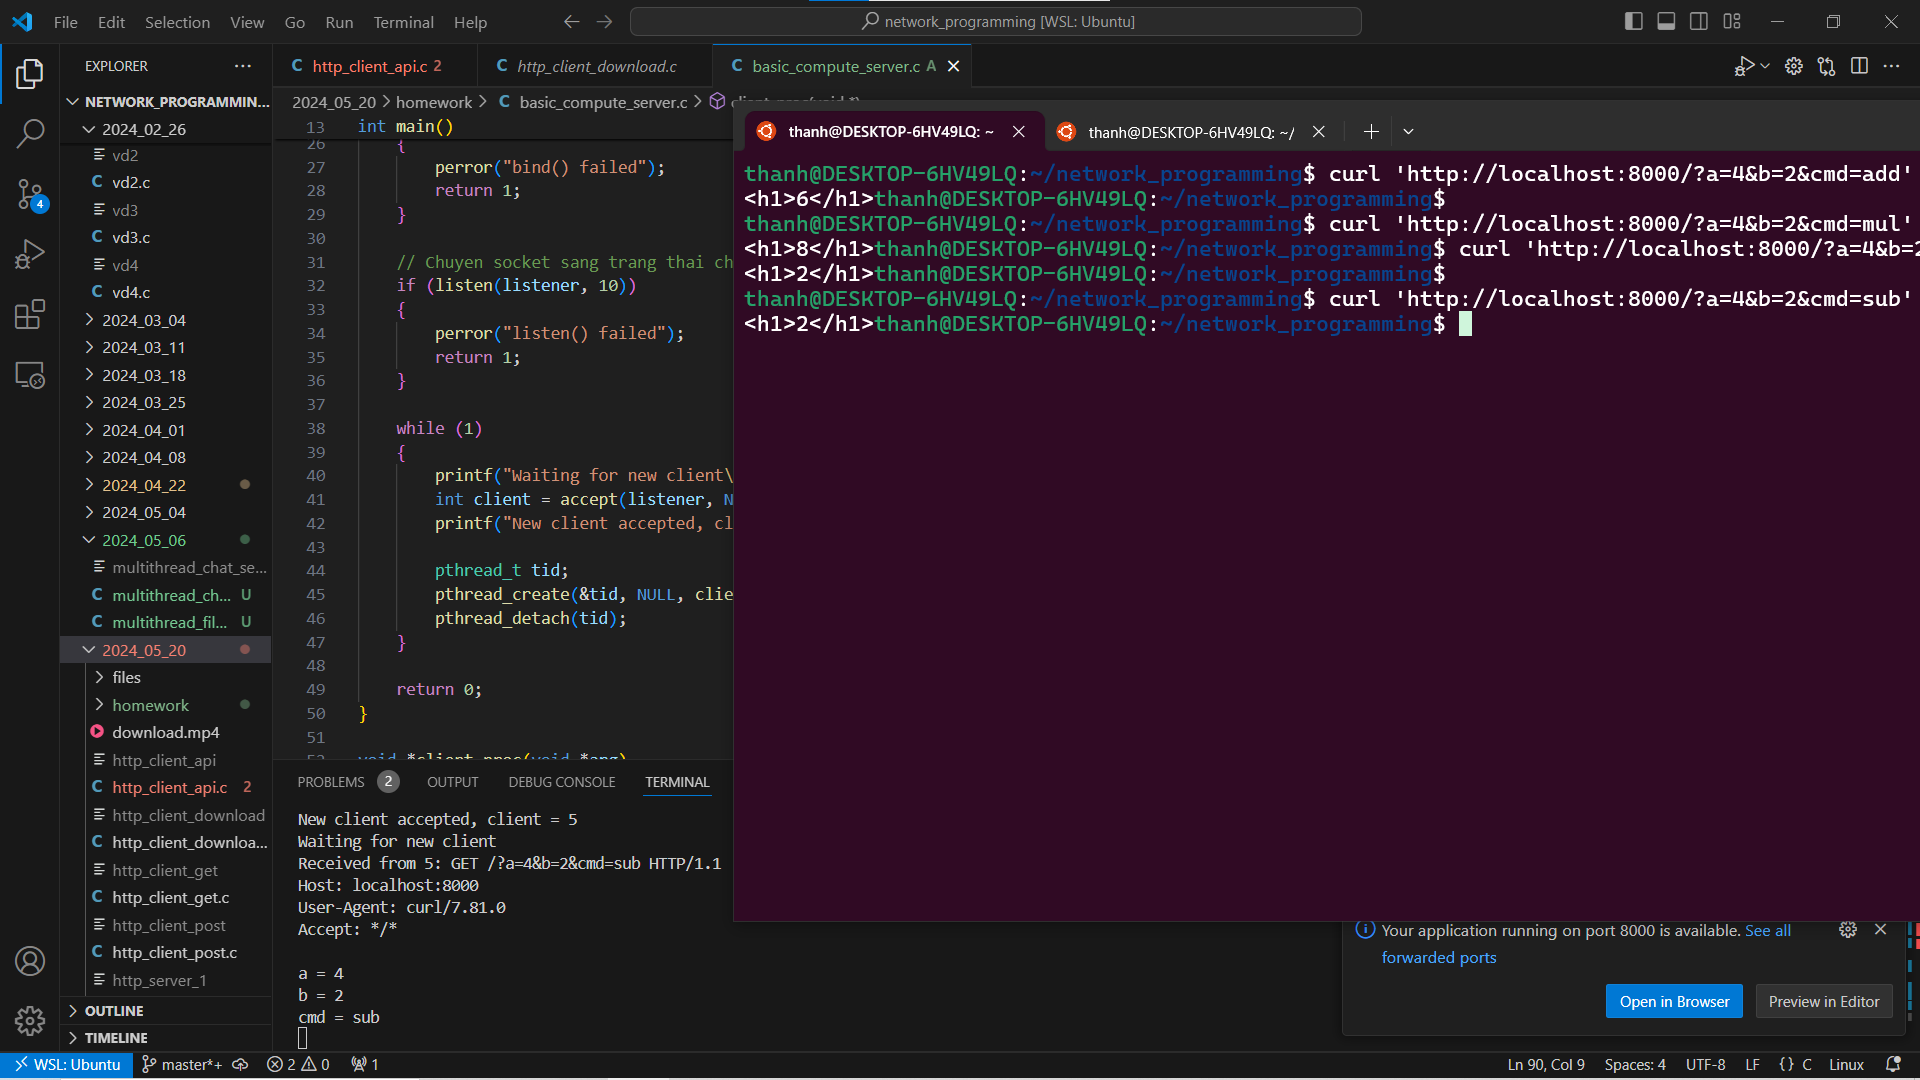 File Edit Selection View Go Run Terminal Help
network_programming [WSL: Ubuntu]
EXPLORER
NETWORK_PROGRAMMIN...
2024_02_26
vd2
vd2.c
vd3
vd3.c
vd4
vd4.c
2024_03_04
2024_03_11
2024_03_18
2024_03_25
2024_04_01
2024_04_08
2024_04_22
2024_05_04
2024_05_06
multithread_chat_se...
multithread_ch... U
multithread_fil... U
2024_05_20
files
homework
download.mp4
http_client_api
http_client_api.c 2
http_client_download
http_client_downloa...
http_client_get
http_client_get.c
http_client_post
http_client_post.c
http_server_1
OUTLINE
TIMELINE
4
http_client_api.c 2
http_client_download.c
basic_compute_server.c A
2024_05_20 > homework > basic_compute_server.c >
13 int main()
26 {
27 perror("bind() failed");
28 return 1;
29 }
30
31 // Chuyen socket sang trang thai ch
32 if (listen(listener, 10))
33 {
34 perror("listen() failed");
35 return 1;
36 }
37
38 while (1)
39 {
40 printf("Waiting for new client\
41 int client = accept(listener, N
42 printf("New client accepted, cl
43
44 pthread_t tid;
45 pthread_create(&tid, NULL, clie
46 pthread_detach(tid);
47 }
48
49 return 0;
50 }
51
52 void *client_proc(void *arg)
PROBLEMS 2 OUTPUT DEBUG CONSOLE TERMINAL
New client accepted, client = 5
Waiting for new client
Received from 5: GET /?a=4&b=2&cmd=sub HTTP/1.1
Host: localhost:8000
User-Agent: curl/7.81.0
Accept: */*
a = 4
b = 2
cmd = sub
thanh@DESKTOP-6HV49LQ: ~
thanh@DESKTOP-6HV49LQ: ~/
thanh@DESKTOP-6HV49LQ:~/network_programming$ curl 'http://localhost:8000/?a=4&b=2&cmd=add'
<h1>6</h1>thanh@DESKTOP-6HV49LQ:~/network_programming$
thanh@DESKTOP-6HV49LQ:~/network_programming$ curl 'http://localhost:8000/?a=4&b=2&cmd=mul'
<h1>8</h1>thanh@DESKTOP-6HV49LQ:~/network_programming$ curl 'http://localhost:8000/?a=4&b=2
<h1>2</h1>thanh@DESKTOP-6HV49LQ:~/network_programming$
thanh@DESKTOP-6HV49LQ:~/network_programming$ curl 'http://localhost:8000/?a=4&b=2&cmd=sub'
<h1>2</h1>thanh@DESKTOP-6HV49LQ:~/network_programming$
Your application running on port 8000 is available. See all
forwarded ports
Open in Browser
Preview in Editor
WSL: Ubuntu master*+ 2 0 1
Ln 90, Col 9 Spaces: 4 UTF-8 LF {} C Linux